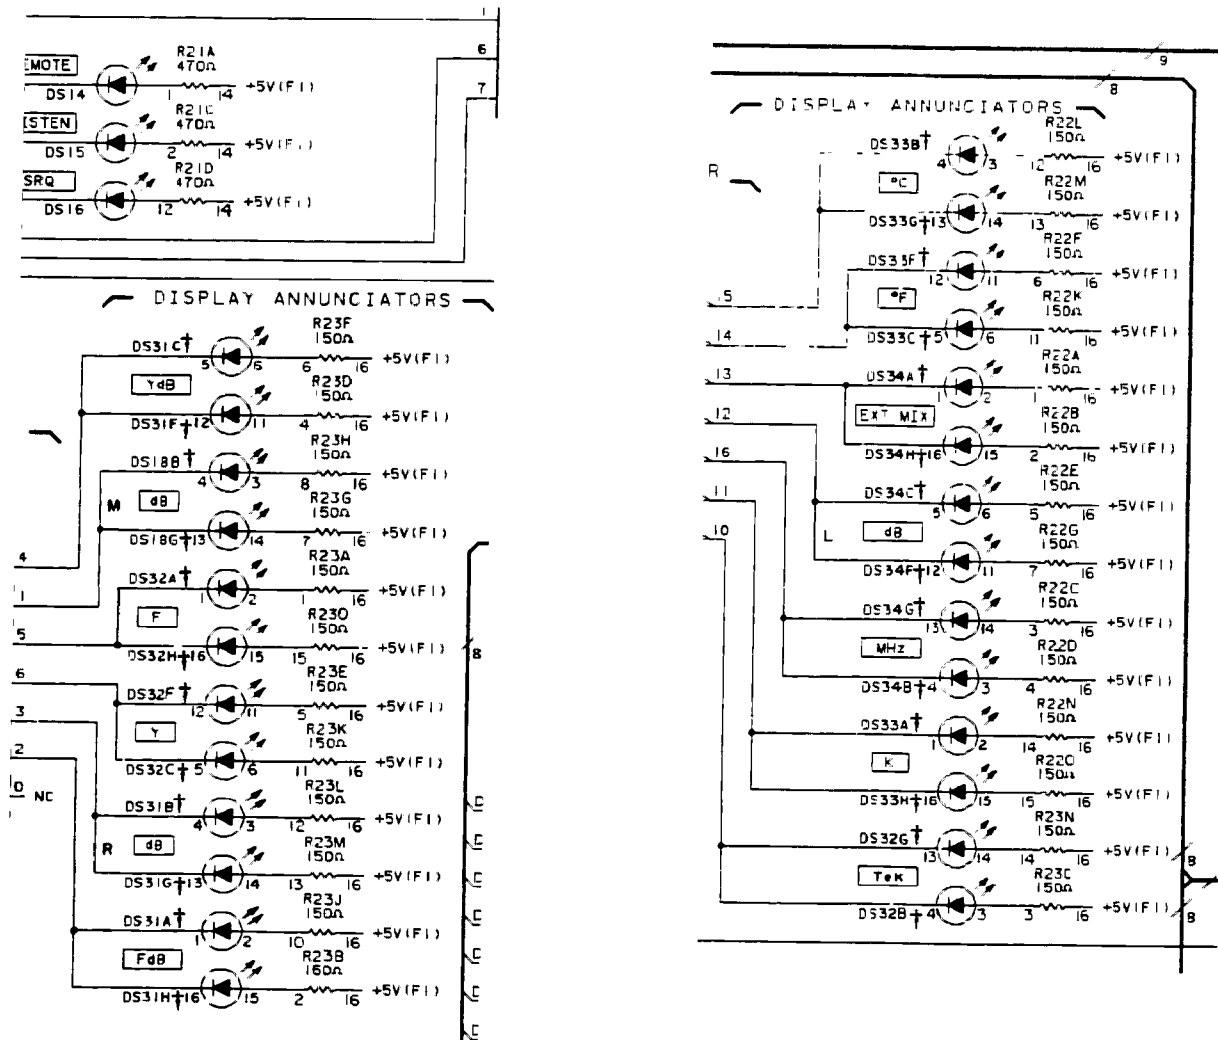 1
6
7
EMOTE
R21A
470Ω
DS14 1 14 +5V(F1)
ISTEN
R21C
470Ω
DS15 2 14 +5V(F1)
SRQ
R21D
470Ω
DS16 12 14 +5V(F1)
DISPLAY ANNUNCIATORS
R23F
150Ω
DS31C† 5 6 6 16 +5V(F1)
YdB
R23D
150Ω
DS31F† 12 11 4 16 +5V(F1)
R23H
150Ω
DS18B† 4 3 8 16 +5V(F1)
M
dB
R23G
150Ω
DS18G† 13 14 7 16 +5V(F1)
4
R23A
150Ω
DS32A† 1 2 1 16 +5V(F1)
1
F
R23O
150Ω
5
DS32H† 16 15 15 16 +5V(F1)
8
6
R23E
150Ω
DS32F† 12 11 5 16 +5V(F1)
3
Y
R23K
150Ω
2
DS32C† 5 6 11 16 +5V(F1)
NC
R23L
150Ω
DS31B† 4 3 12 16 +5V(F1)
R
dB
R23M
150Ω
DS31G† 13 14 13 16 +5V(F1)
R23J
150Ω
DS31A† 1 2 10 16 +5V(F1)
FdB
R23B
160Ω
DS31H† 16 15 2 16 +5V(F1)
9
8
DISPLAY ANNUNCIATORS
R22L
150Ω
DS33B† 4 3 12 16 +5V(F1)
R
°C
R22M
150Ω
DS33G† 13 14 13 16 +5V(F1)
R22F
150Ω
DS33F† 12 11 6 16 +5V(F1)
15
°F
R22K
150Ω
14
DS33C† 5 6 11 16 +5V(F1)
R22A
150Ω
13
DS34A† 1 2 1 16 +5V(F1)
12
EXT MIX
R22B
150Ω
DS34H† 16 15 2 16 +5V(F1)
16
R22E
150Ω
11
DS34C† 5 6 5 16 +5V(F1)
10
L
dB
R22G
150Ω
DS34F† 12 11 7 16 +5V(F1)
R22C
150Ω
DS34G† 13 14 3 16 +5V(F1)
MHz
R22D
150Ω
DS34B† 4 3 4 16 +5V(F1)
R22N
150Ω
DS33A† 1 2 14 16 +5V(F1)
K
R22O
150Ω
DS33H† 16 15 15 16 +5V(F1)
R23N
150Ω
DS32G† 13 14 14 16 +5V(F1)
8
TeK
R23C
150Ω
DS32B† 4 3 3 16 +5V(F1)
8